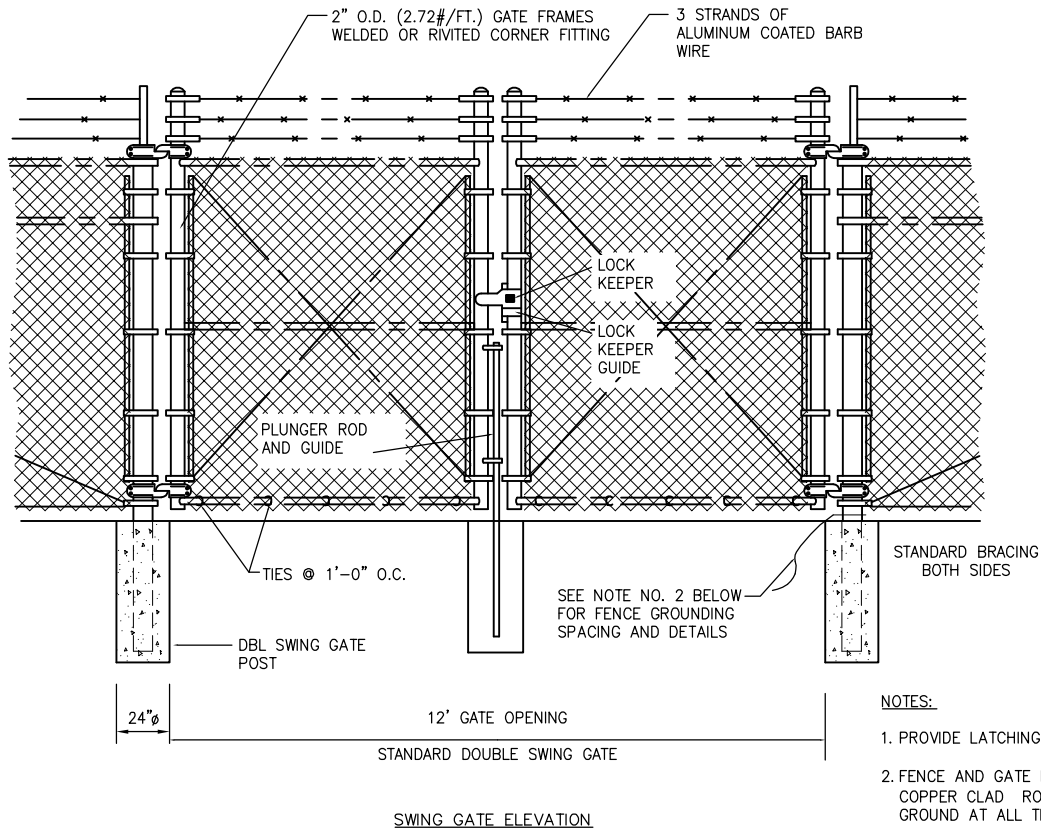 2" O.D. (2.72#/FT.) GATE FRAMES
WELDED OR RIVITED CORNER FITTING
3 STRANDS OF
ALUMINUM COATED BARB
WIRE
LOCK
KEEPER
LOCK
KEEPER
GUIDE
PLUNGER ROD
AND GUIDE
TIES @ 1'-0" O.C.
SEE NOTE NO. 2 BELOW
FOR FENCE GROUNDING
SPACING AND DETAILS
STANDARD BRACING
BOTH SIDES
DBL SWING GATE
POST
24"ø
12' GATE OPENING
STANDARD DOUBLE SWING GATE
SWING GATE ELEVATION
NOTES:
1. PROVIDE LATCHING
2. FENCE AND GATE
COPPER CLAD RO
GROUND AT ALL